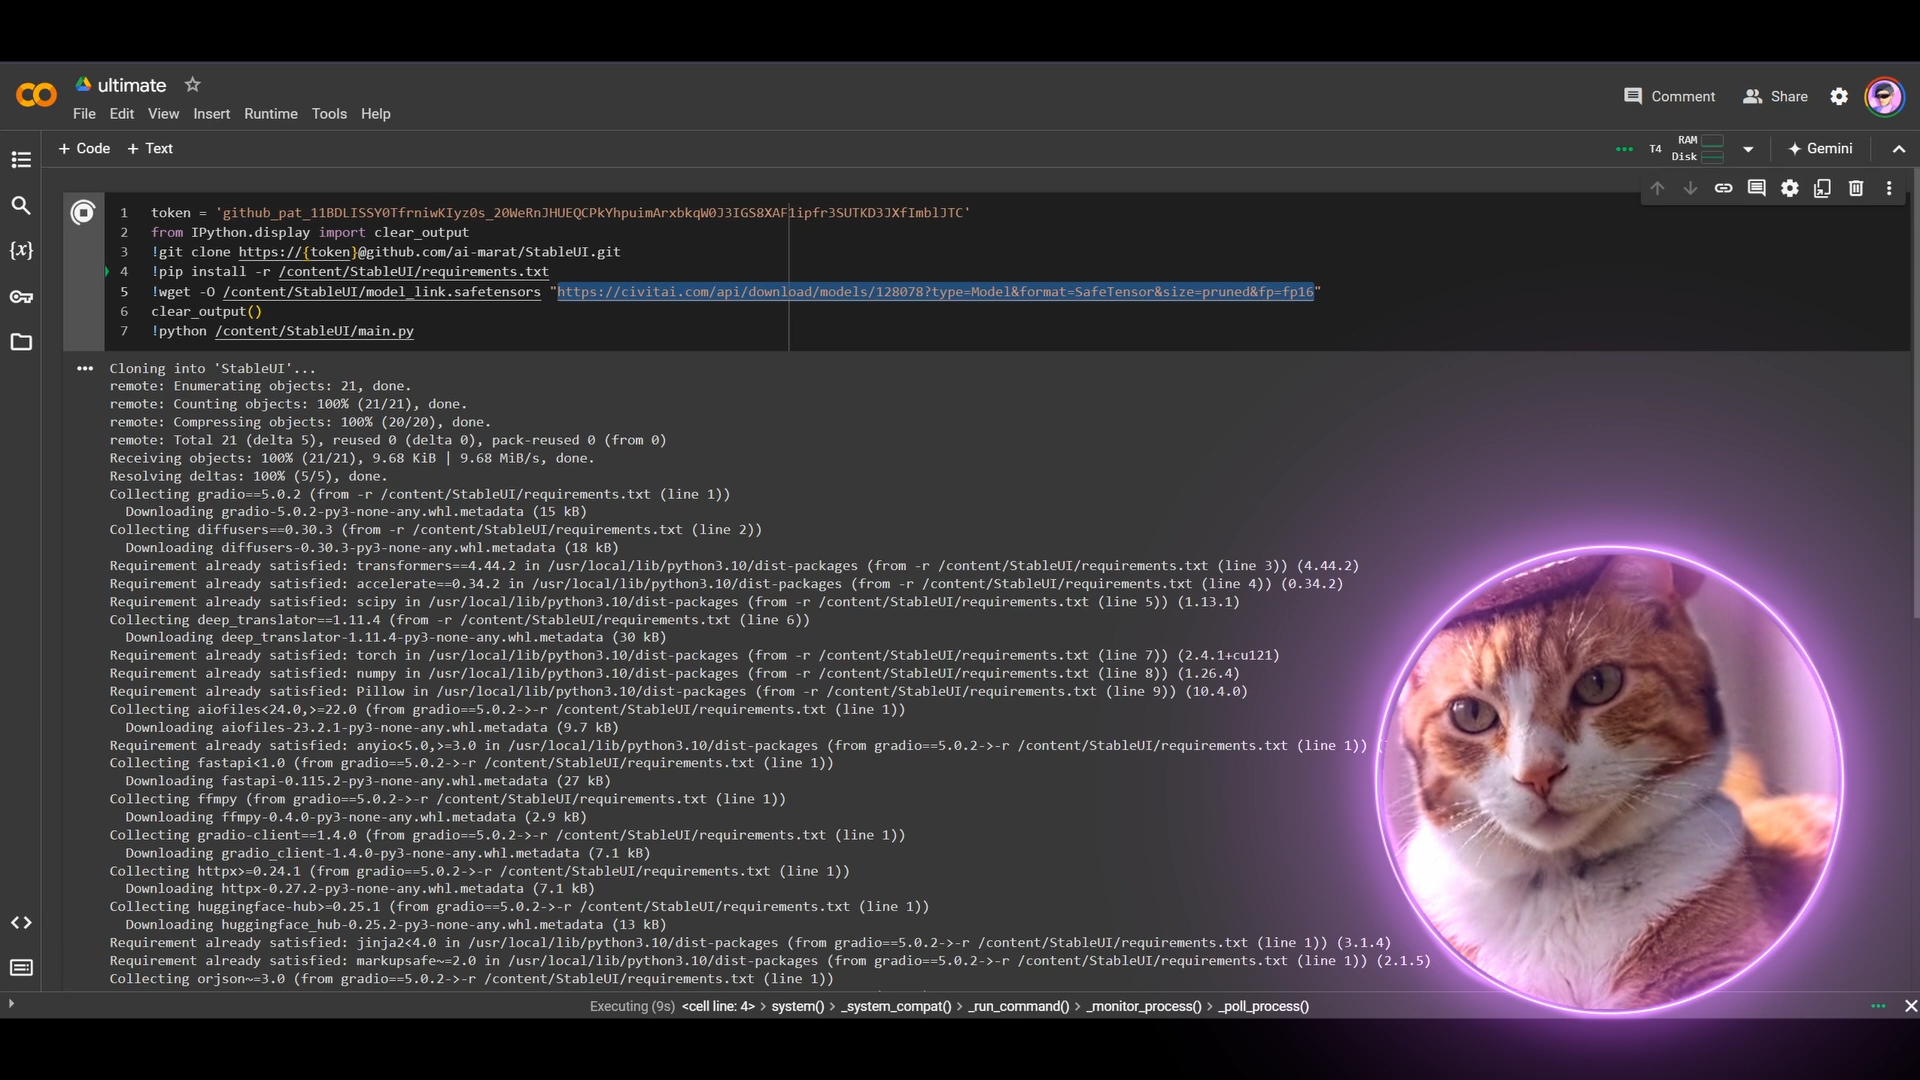 ultimate
File Edit View Insert Runtime Tools Help
Comment Share
+ Code + Text
T4 RAM Disk Gemini
1 token = ''
2 from IPython.display import clear_output
3 !git clone https://{token}@github.com/ai-marat/StableUI.git
4 !pip install -r /content/StableUI/requirements.txt
5 !wget -O /content/StableUI/model_link.safetensors "https://civitai.com/api/download/models/128078?type=Model&format=SafeTensor&size=pruned&fp=fp16"
6 clear_output()
7 !python /content/StableUI/main.py
Cloning into 'StableUI'...
remote: Enumerating objects: 21, done.
remote: Counting objects: 100% (21/21), done.
remote: Compressing objects: 100% (20/20), done.
remote: Total 21 (delta 5), reused 0 (delta 0), pack-reused 0 (from 0)
Receiving objects: 100% (21/21), 9.68 KiB | 9.68 MiB/s, done.
Resolving deltas: 100% (5/5), done.
Collecting gradio==5.0.2 (from -r /content/StableUI/requirements.txt (line 1))
Downloading gradio-5.0.2-py3-none-any.whl.metadata (15 kB)
Collecting diffusers==0.30.3 (from -r /content/StableUI/requirements.txt (line 2))
Downloading diffusers-0.30.3-py3-none-any.whl.metadata (18 kB)
Requirement already satisfied: transformers==4.44.2 in /usr/local/lib/python3.10/dist-packages (from -r /content/StableUI/requirements.txt (line 3)) (4.44.2)
Requirement already satisfied: accelerate==0.34.2 in /usr/local/lib/python3.10/dist-packages (from -r /content/StableUI/requirements.txt (line 4)) (0.34.2)
Requirement already satisfied: scipy in /usr/local/lib/python3.10/dist-packages (from -r /content/StableUI/requirements.txt (line 5)) (1.13.1)
Collecting deep_translator==1.11.4 (from -r /content/StableUI/requirements.txt (line 6))
Downloading deep_translator-1.11.4-py3-none-any.whl.metadata (30 kB)
Requirement already satisfied: torch in /usr/local/lib/python3.10/dist-packages (from -r /content/StableUI/requirements.txt (line 7)) (2.4.1+cu121)
Requirement already satisfied: numpy in /usr/local/lib/python3.10/dist-packages (from -r /content/StableUI/requirements.txt (line 8)) (1.26.4)
Requirement already satisfied: Pillow in /usr/local/lib/python3.10/dist-packages (from -r /content/StableUI/requirements.txt (line 9)) (10.4.0)
Collecting aiofiles<24.0,>=22.0 (from gradio==5.0.2->-r /content/StableUI/requirements.txt (line 1))
Downloading aiofiles-23.2.1-py3-none-any.whl.metadata (9.7 kB)
Requirement already satisfied: anyio<5.0,>=3.0 in /usr/local/lib/python3.10/dist-packages (from gradio==5.0.2->-r /content/StableUI/requirements.txt (line 1))
Collecting fastapi<1.0 (from gradio==5.0.2->-r /content/StableUI/requirements.txt (line 1))
Downloading fastapi-0.115.2-py3-none-any.whl.metadata (27 kB)
Collecting ffmpy (from gradio==5.0.2->-r /content/StableUI/requirements.txt (line 1))
Downloading ffmpy-0.4.0-py3-none-any.whl.metadata (2.9 kB)
Collecting gradio-client==1.4.0 (from gradio==5.0.2->-r /content/StableUI/requirements.txt (line 1))
Downloading gradio_client-1.4.0-py3-none-any.whl.metadata (7.1 kB)
Collecting httpx>=0.24.1 (from gradio==5.0.2->-r /content/StableUI/requirements.txt (line 1))
Downloading httpx-0.27.2-py3-none-any.whl.metadata (7.1 kB)
Collecting huggingface-hub>=0.25.1 (from gradio==5.0.2->-r /content/StableUI/requirements.txt (line 1))
Downloading huggingface_hub-0.25.2-py3-none-any.whl.metadata (13 kB)
Requirement already satisfied: jinja2<4.0 in /usr/local/lib/python3.10/dist-packages (from gradio==5.0.2->-r /content/StableUI/requirements.txt (line 1)) (3.1.4)
Requirement already satisfied: markupsafe~=2.0 in /usr/local/lib/python3.10/dist-packages (from gradio==5.0.2->-r /content/StableUI/requirements.txt (line 1)) (2.1.5)
Collecting orjson~=3.0 (from gradio==5.0.2->-r /content/StableUI/requirements.txt (line 1))
Executing (9s) <cell line: 4> > system() > _system_compat() > _run_command() > _monitor_process() > _poll_process()